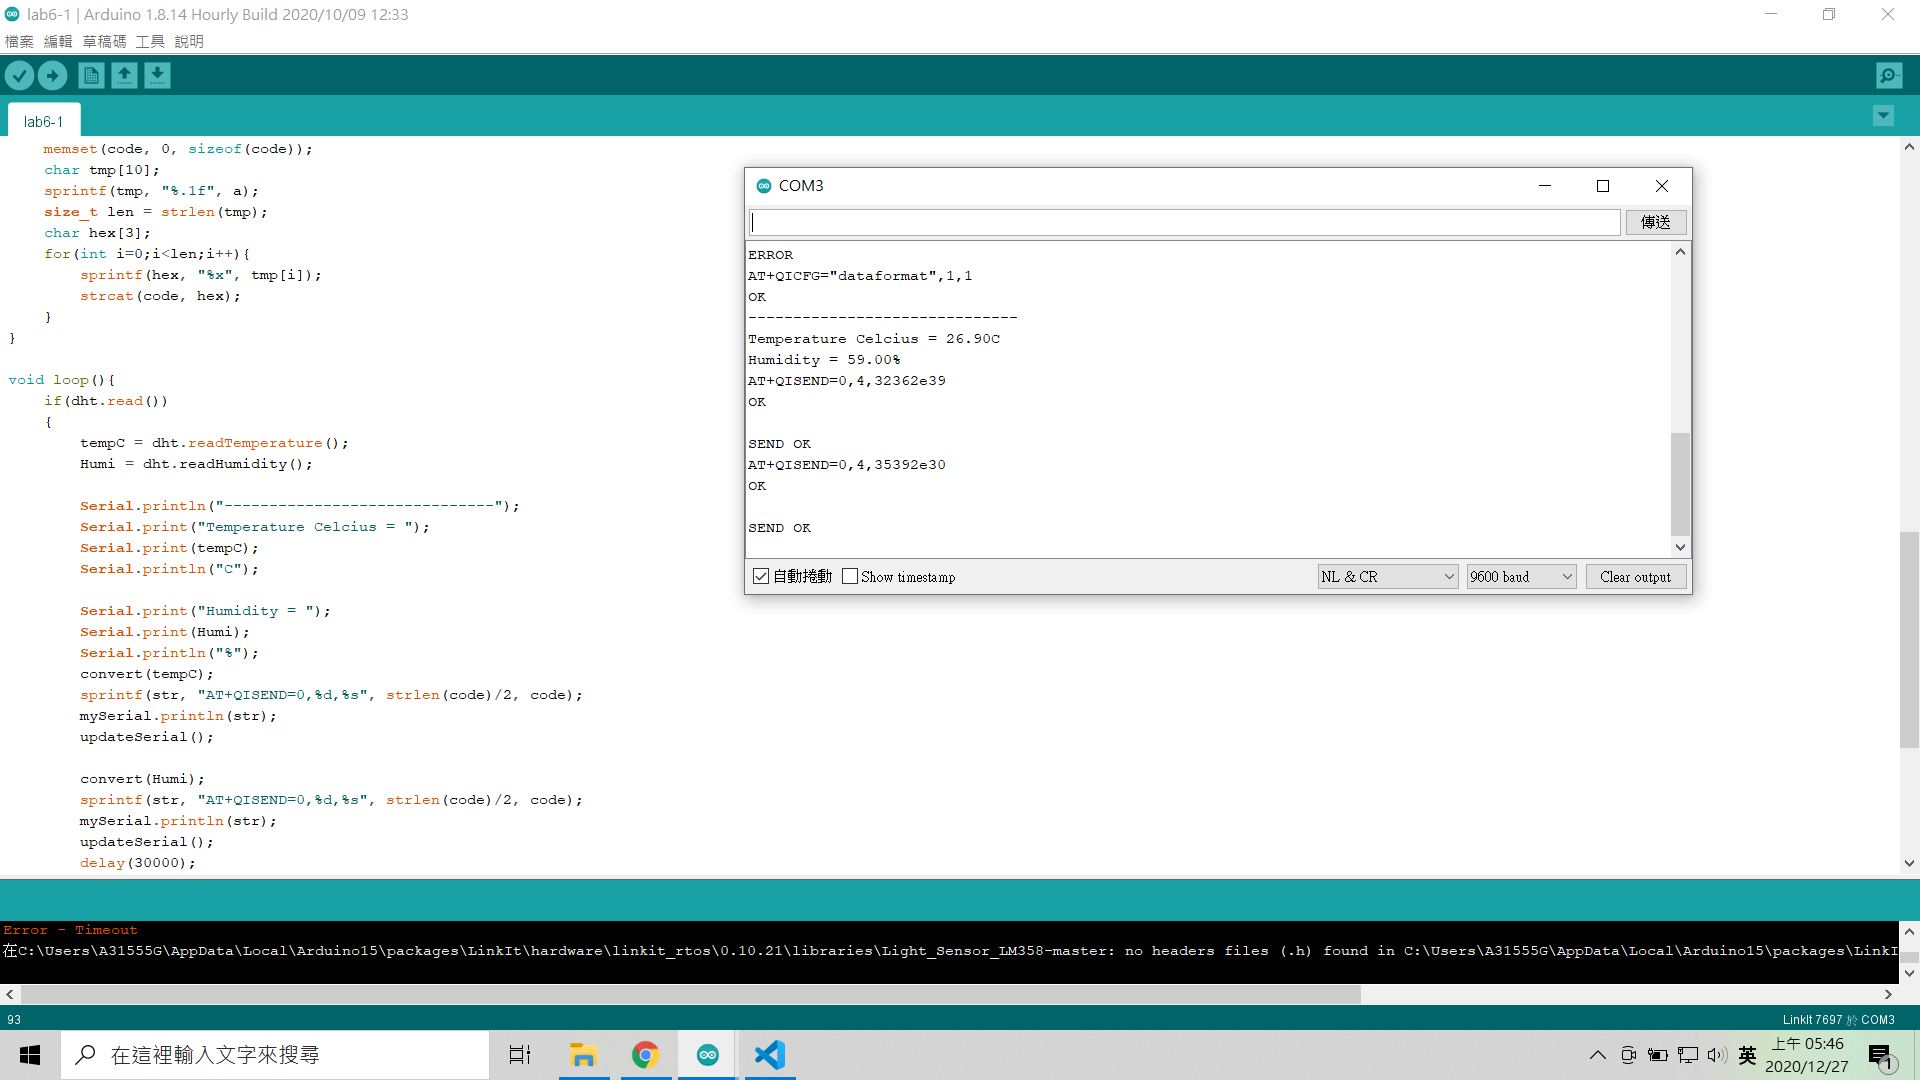 lab6-1 | Arduino 1.8.14 Hourly Build 2020/10/09 12:33
檔案 編輯 草稿碼 工具 說明
lab6-1
memset(code, 0, sizeof(code));
char tmp[10];
sprintf(tmp, "%.1f", a);
size_t len = strlen(tmp);
char hex[3];
for(int i=0;i<len;i++){
sprintf(hex, "%x", tmp[i]);
strcat(code, hex);
}
}
void loop(){
if(dht.read())
{
tempC = dht.readTemperature();
Humi = dht.readHumidity();
Serial.println("------------------------------");
Serial.print("Temperature Celcius = ");
Serial.print(tempC);
Serial.println("C");
Serial.print("Humidity = ");
Serial.print(Humi);
Serial.println("%");
convert(tempC);
sprintf(str, "AT+QISEND=0,%d,%s", strlen(code)/2, code);
mySerial.println(str);
updateSerial();
convert(Humi);
sprintf(str, "AT+QISEND=0,%d,%s", strlen(code)/2, code);
mySerial.println(str);
updateSerial();
delay(30000);
COM3
傳送
ERROR
AT+QICFG="dataformat",1,1
OK
------------------------------
Temperature Celcius = 26.90C
Humidity = 59.00%
AT+QISEND=0,4,32362e39
OK
SEND OK
AT+QISEND=0,4,35392e30
OK
SEND OK
自動捲動 Show timestamp NL & CR 9600 baud Clear output
Error - Timeout
在C:\Users\A31555G\AppData\Local\Arduino15\packages\LinkIt\hardware\linkit_rtos\0.10.21\libraries\Light_Sensor_LM358-master: no headers files (.h) found in C:\Users\A31555G\AppData\Local\Arduino15\packages\LinkI
93
LinkIt 7697 於 COM3
在這裡輸入文字來搜尋
英
上午 05:46
2020/12/27
1